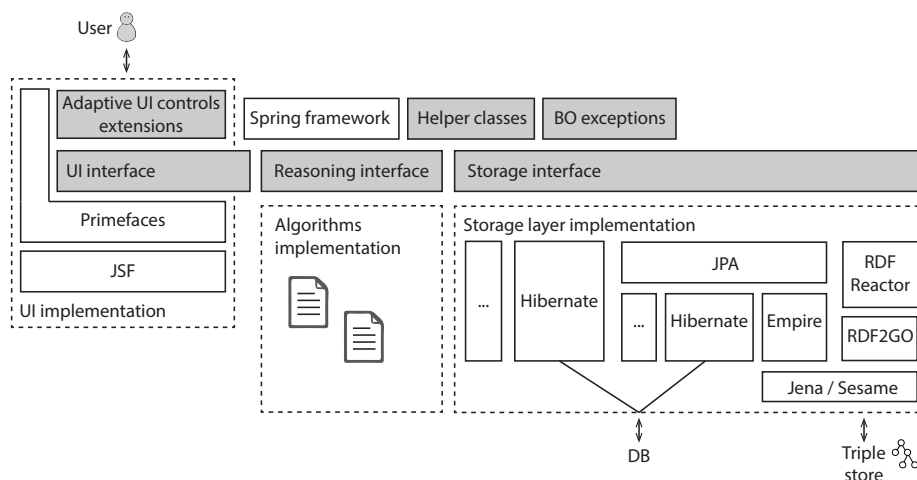 User
Adaptive UI controls
extensions
Spring framework
Helper classes
BO exceptions
UI interface
Reasoning interface
Storage interface
Primefaces
JSF
UI implementation
Algorithms
implementation
Storage layer implementation
...
Hibernate
JPA
...
Hibernate
Empire
RDF
Reactor
RDF2GO
Jena / Sesame
DB
Triple
store